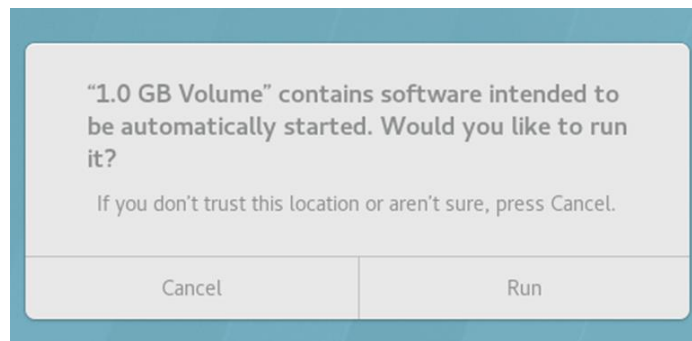 “1.0 GB Volume” contains software intended to
be automatically started. Would you like to run
it?
If you don’t trust this location or aren’t sure, press Cancel.
Cancel
Run